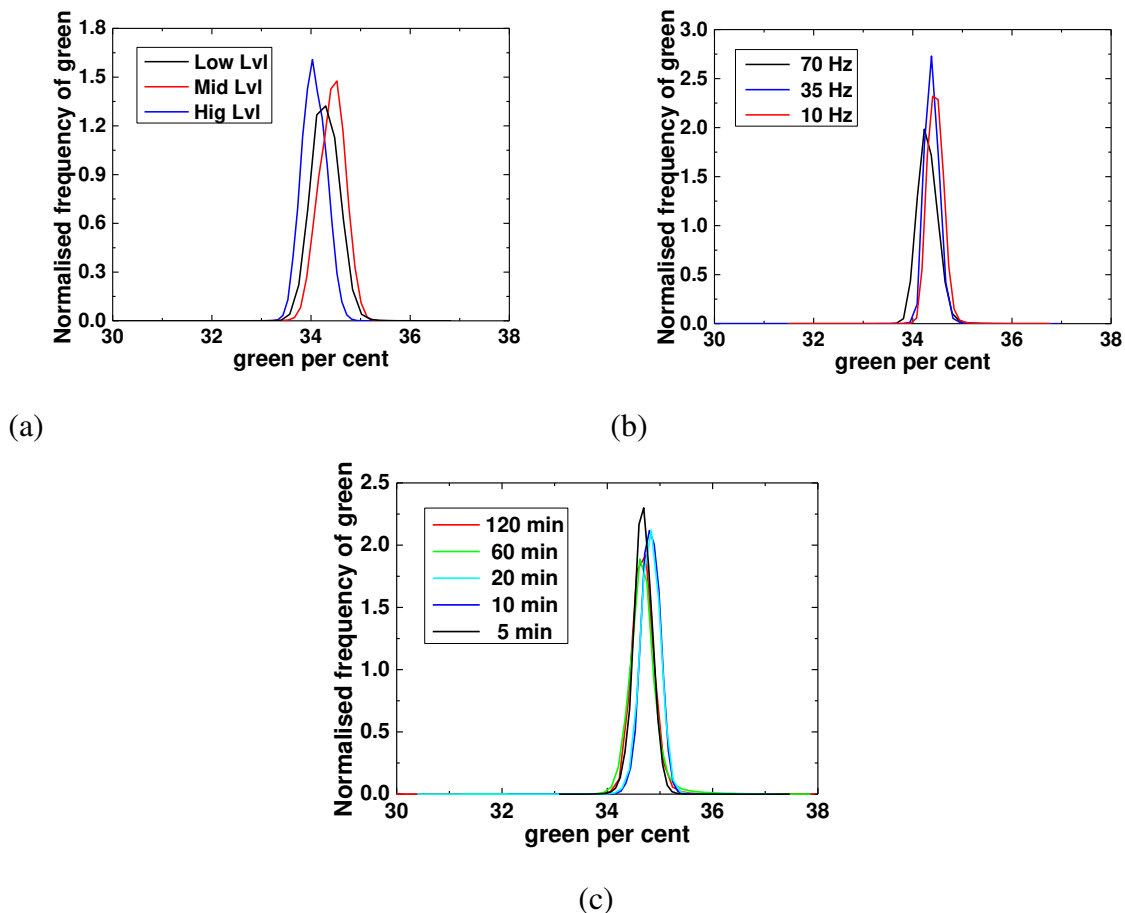 Normalised frequency of green
1.8
1.5
1.2
0.9
0.6
0.3
0.0
Low Lvl
Mid Lvl
Hig Lvl
30 32 34 36 38
green per cent
(a)
Normalised frequency of green
3.0
2.5
2.0
1.5
1.0
0.5
0.0
70 Hz
35 Hz
10 Hz
30 32 34 36 38
green per cent
(b)
Normalised frequency of green
2.5
2.0
1.5
1.0
0.5
0.0
120 min
60 min
20 min
10 min
5 min
30 32 34 36 38
green per cent
(c)